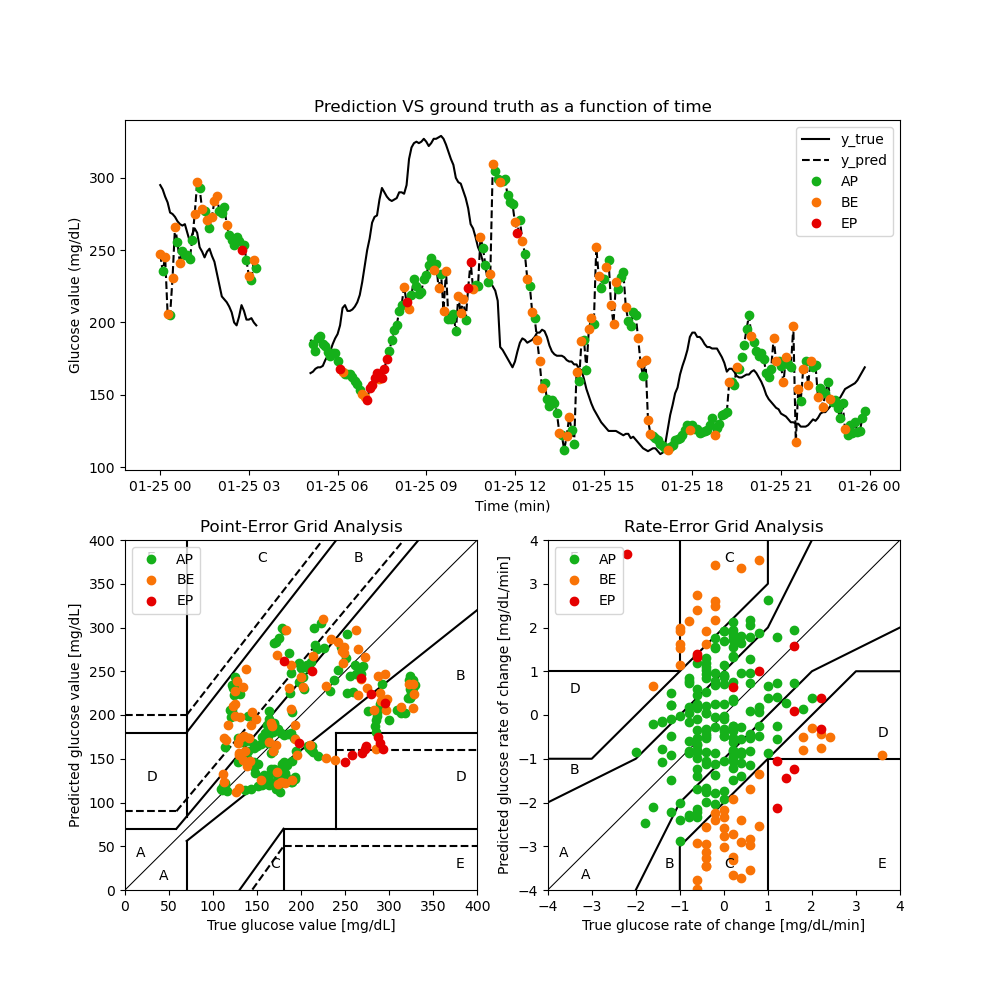 Prediction VS ground truth as a function of time
Glucose value (mg/dL)
300
250
200
150
100
y_true
y_pred
AP
BE
EP
01-25 00 01-25 03 01-25 06 01-25 09 01-25 12 01-25 15 01-25 18 01-25 21 01-26 00
Time (min)
Point-Error Grid Analysis
Predicted glucose value [mg/dL]
400
350
300
250
200
150
100
50
0
AP
BE
EP
C
B
B
D
D
A
A
C
E
0 50 100 150 200 250 300 350 400
True glucose value [mg/dL]
Rate-Error Grid Analysis
Predicted glucose rate of change [mg/dL/min]
4
3
2
1
0
−1
−2
−3
−4
AP
BE
EP
C
D
D
B
A
A
B
C
E
−4 −3 −2 −1 0 1 2 3 4
True glucose rate of change [mg/dL/min]